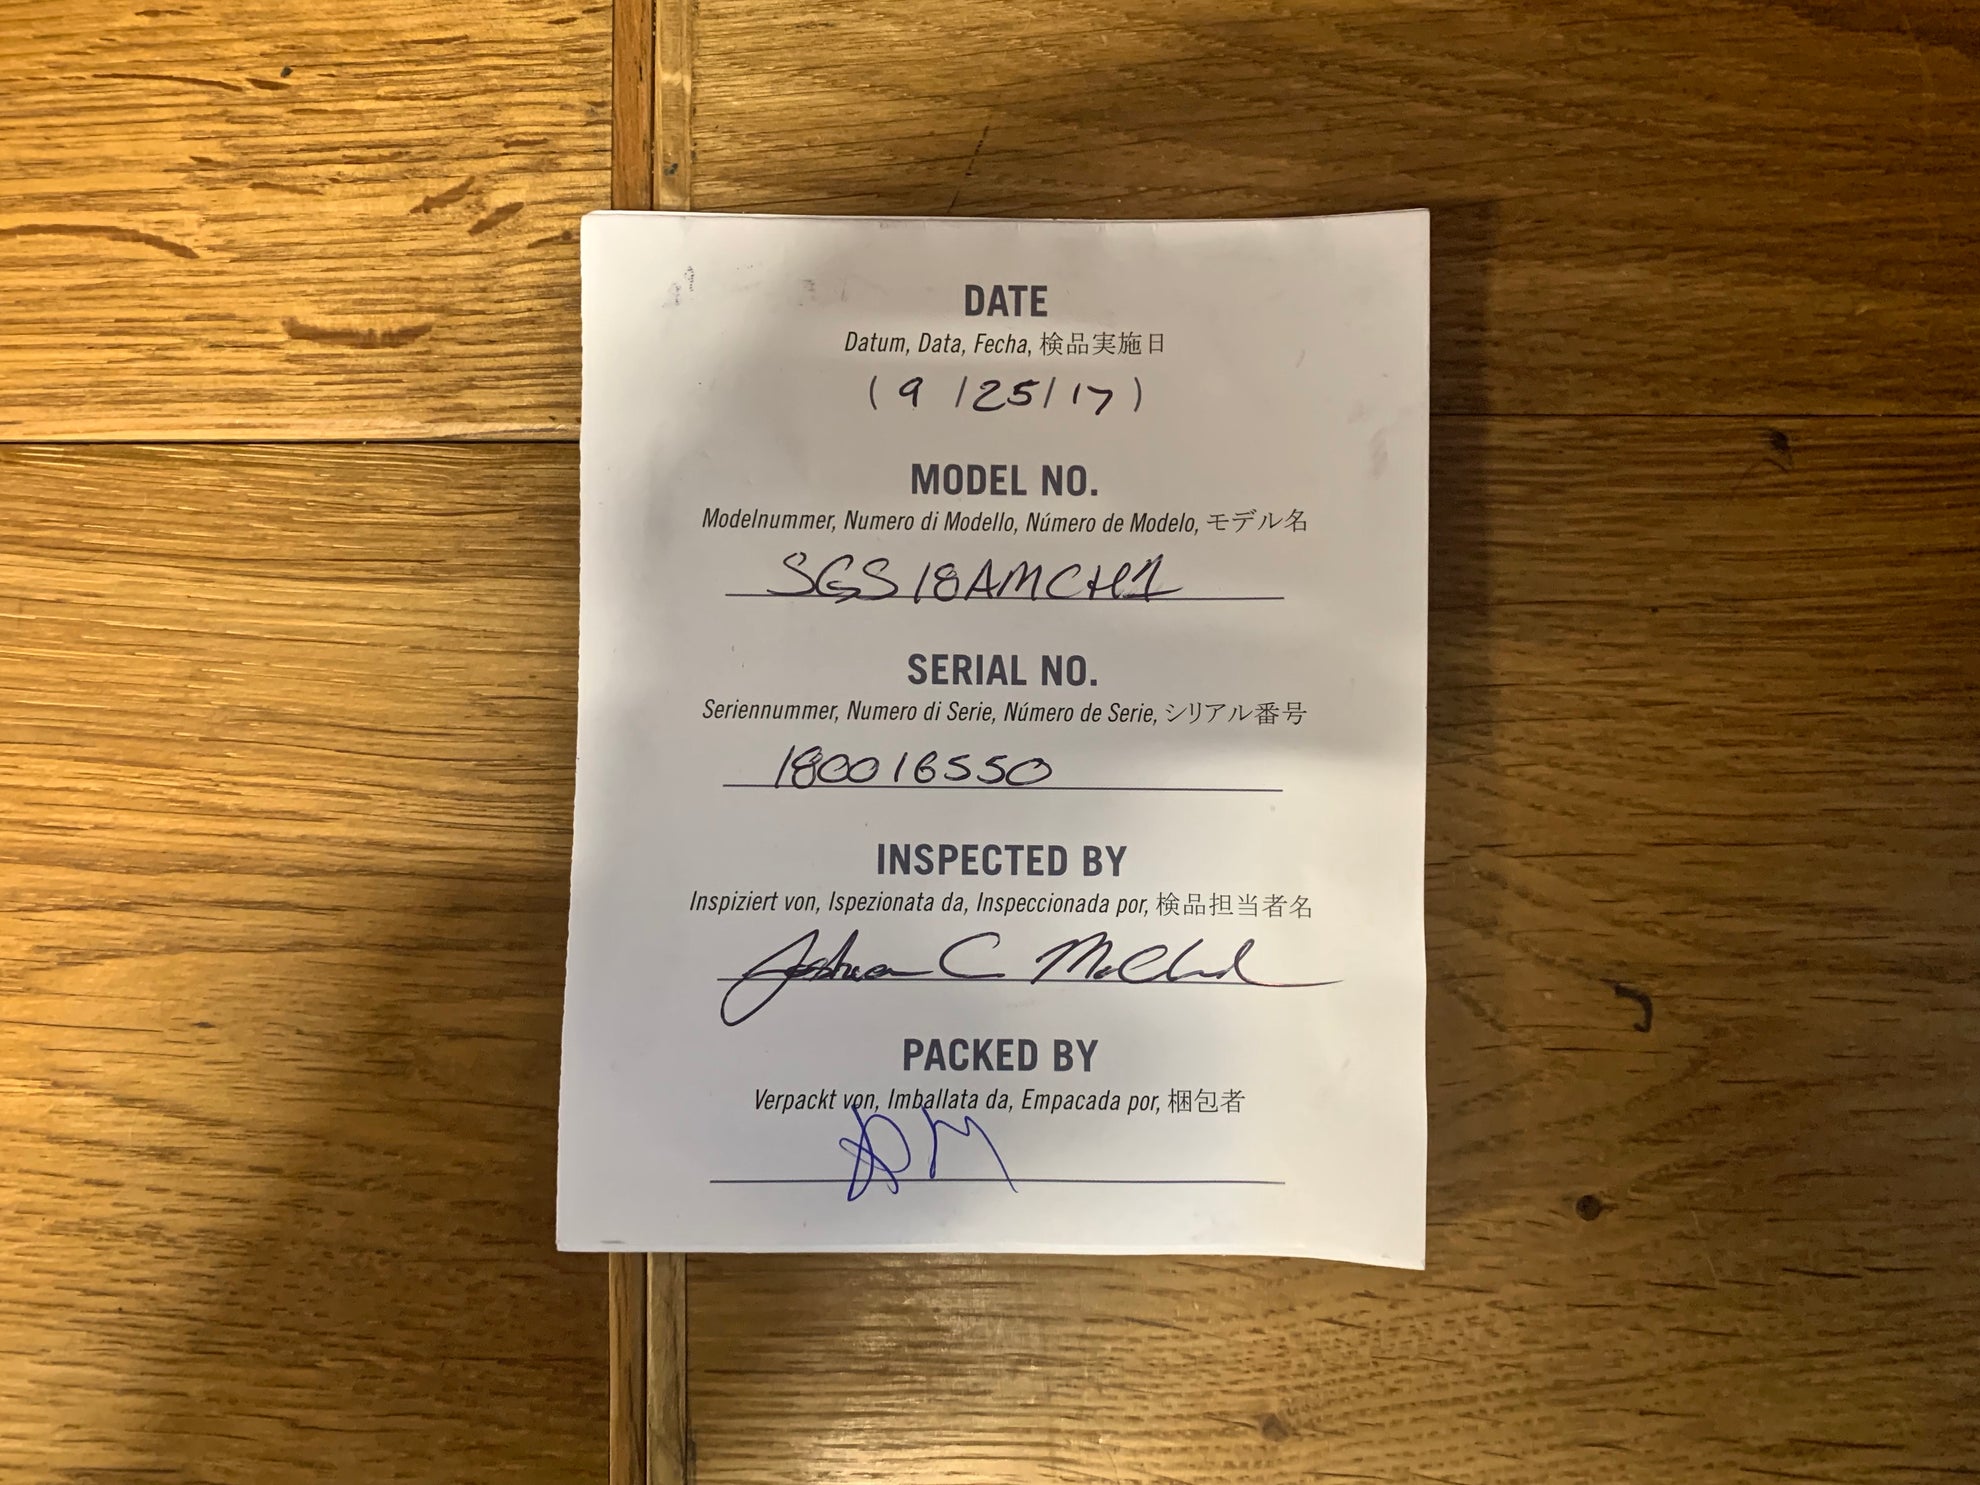 DATE
Datum, Data, Fecha, 検品実施日
( 9 / 25 / 17 )
MODEL NO.
Modelnummer, Numero di Modello, Número de Modelo, モデル名
SGS18AMCH1
SERIAL NO.
Seriennummer, Numero di Serie, Número de Serie, シリアル番号
180016550
INSPECTED BY
Inspiziert von, Ispezionata da, Inspeccionada por, 検品担当者名
Joshua C
PACKED BY
Verpackt von, Imballata da, Empacada por, 梱包者